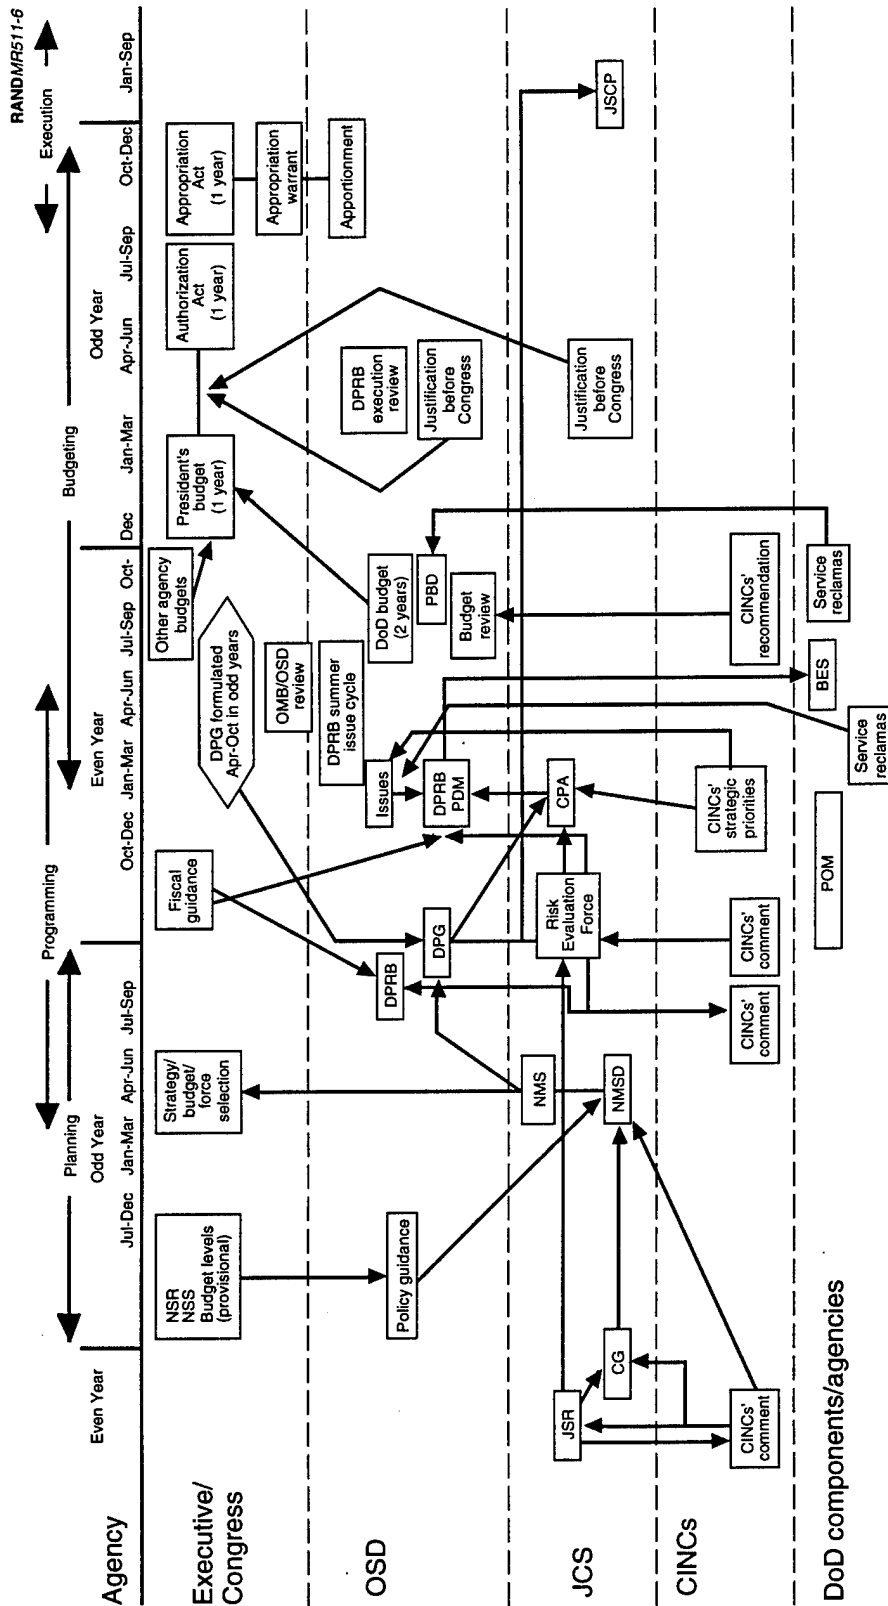 RANDMR511-6
Planning
Programming
Budgeting
Execution
Agency
Even Year
Odd Year
Even Year
Odd Year
Jul-Dec
Jan-Mar
Apr-Jun
Jul-Sep
Oct-Dec
Jan-Mar
Apr-Jun
Jul-Sep
Oct-
Dec
Jan-Mar
Apr-Jun
Jul-Sep
Oct-Dec
Jan-Sep
Executive/
Congress
NSR
NSS
Budget levels
(provisional)
Strategy/
budget/
force
selection
Fiscal
guidance
DPG formulated
Apr-Oct in odd years
Other agency
budgets
President's
budget
(1 year)
Authorization
Act
(1 year)
Appropriation
Act
(1 year)
OMB/OSD
review
Appropriation
warrant
OSD
Policy guidance
DPRB
DPG
Issues
DPRB
PDM
DPRB summer
issue cycle
DoD budget
(2 years)
PBD
Budget
review
DPRB
execution
review
Justification
before
Congress
Apportionment
JCS
JSR
CG
NMS
NMSD
Risk
Evaluation
Force
CPA
Justification
before
Congress
JSCP
CINCs
CINCs'
comment
CINCs'
comment
CINCs'
comment
CINCs'
strategic
priorities
CINCs'
recommendation
DoD components/agencies
POM
Service
reclamas
BES
Service
reclamas